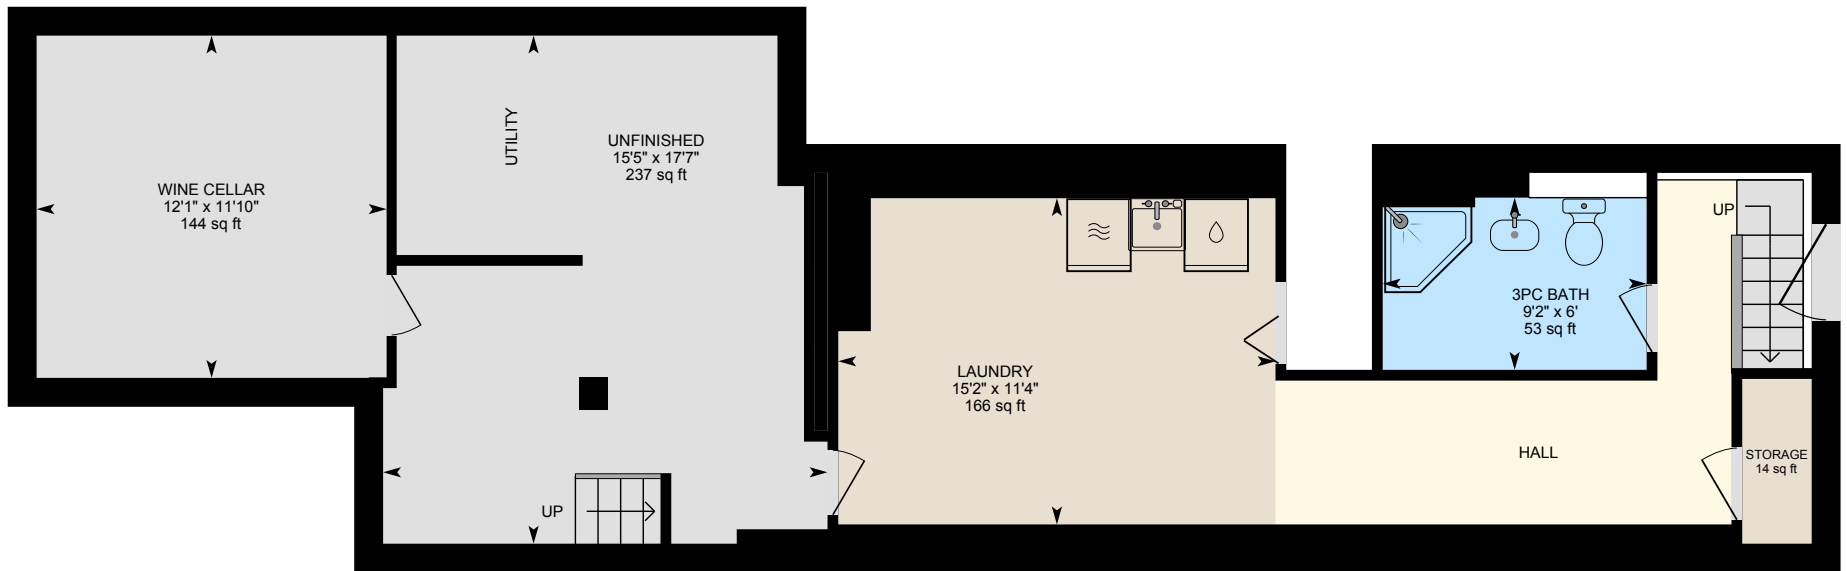 WINE CELLAR
12'1" x 11'10"
144 sq ft
UTILITY
UNFINISHED
15'5" x 17'7"
237 sq ft
UP
LAUNDRY
15'2" x 11'4"
166 sq ft
3PC BATH
9'2" x 6'
53 sq ft
UP
HALL
STORAGE
14 sq ft